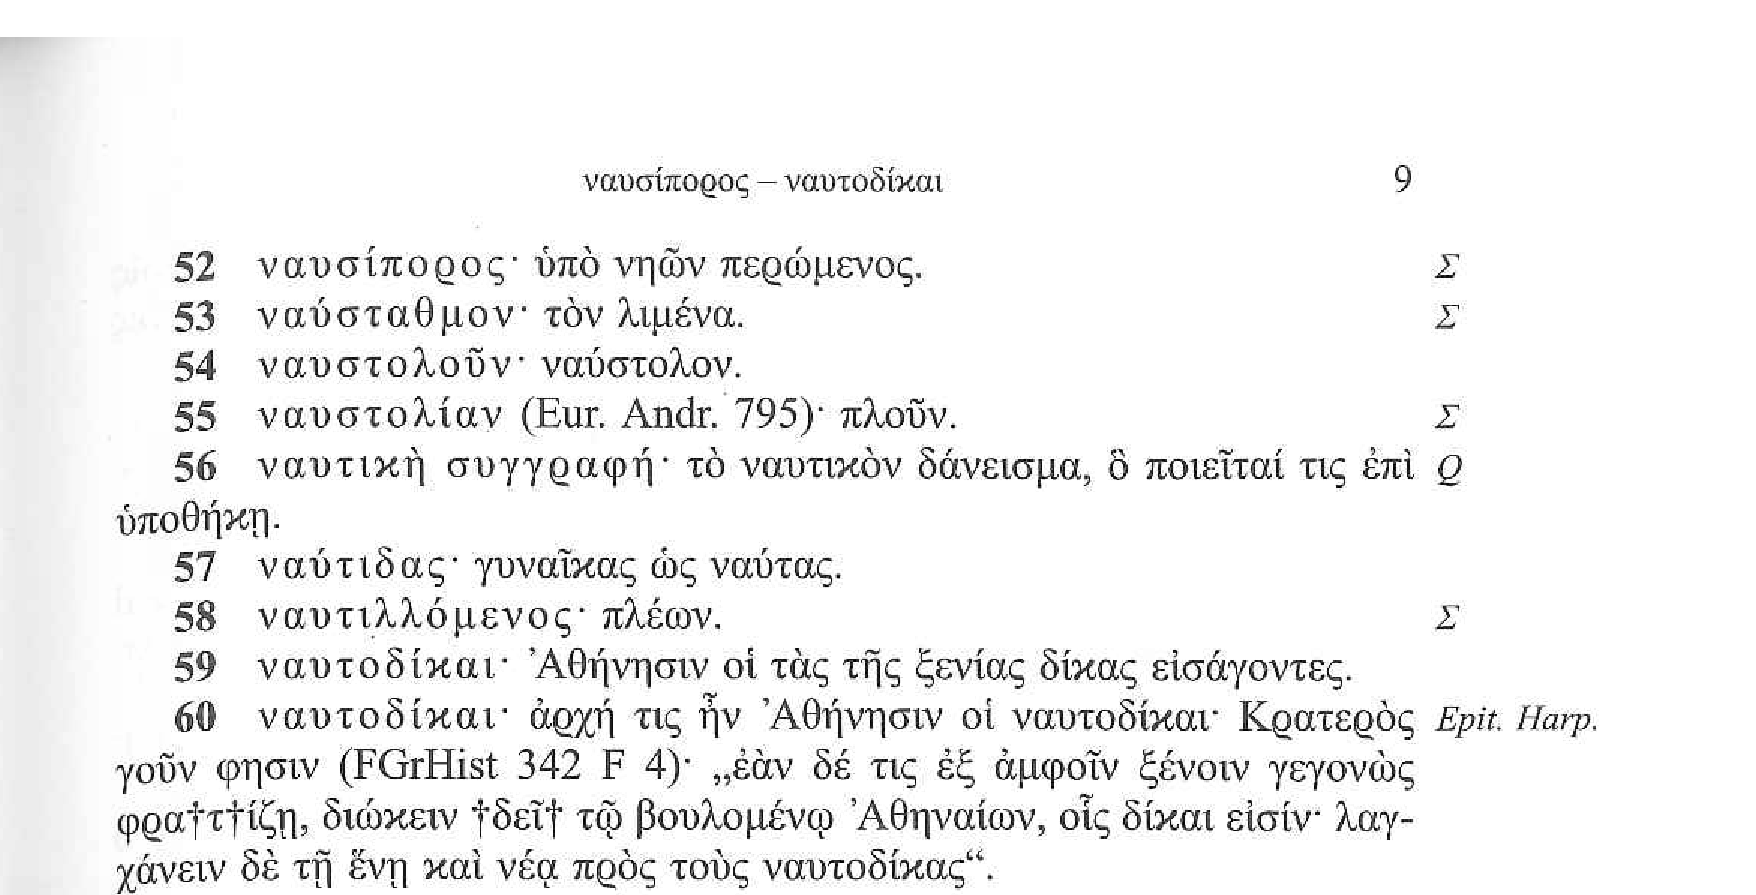 ναυσίπορος – ναυτοδίκαι 9
52 ναυσίπορος· ὑπὸ νηῶν περώμενος. Σ
53 ναύσταθμον· τὸν λιμένα. Σ
54 ναυστολοῦν· ναύστολον.
55 ναυστολίαν (Eur. Andr. 795)· πλοῦν. Σ
56 ναυτικὴ συγγραφή· τὸ ναυτικὸν δάνεισμα, ὃ ποιεῖταί τις ἐπὶ Q
ὑποθήκῃ.
57 ναύτιδας· γυναῖκας ὡς ναύτας.
58 ναυτιλλόμενος· πλέων. Σ
59 ναυτοδίκαι· Ἀθήνησιν οἱ τὰς τῆς ξενίας δίκας εἰσάγοντες.
60 ναυτοδίκαι· ἀρχή τις ἦν Ἀθήνησιν οἱ ναυτοδίκαι· Κρατερὸς Epit. Harp.
γοῦν φησιν (FGrHist 342 F 4)· „ἐὰν δέ τις ἐξ ἀμφοῖν ξένοιν γεγονὼς
φρα†τ†ίζῃ, διώκειν †δεῖ† τῷ βουλομένῳ Ἀθηναίων, οἷς δίκαι εἰσίν· λαγ-
χάνειν δὲ τῇ ἕνῃ καὶ νέᾳ πρὸς τοὺς ναυτοδίκας“.